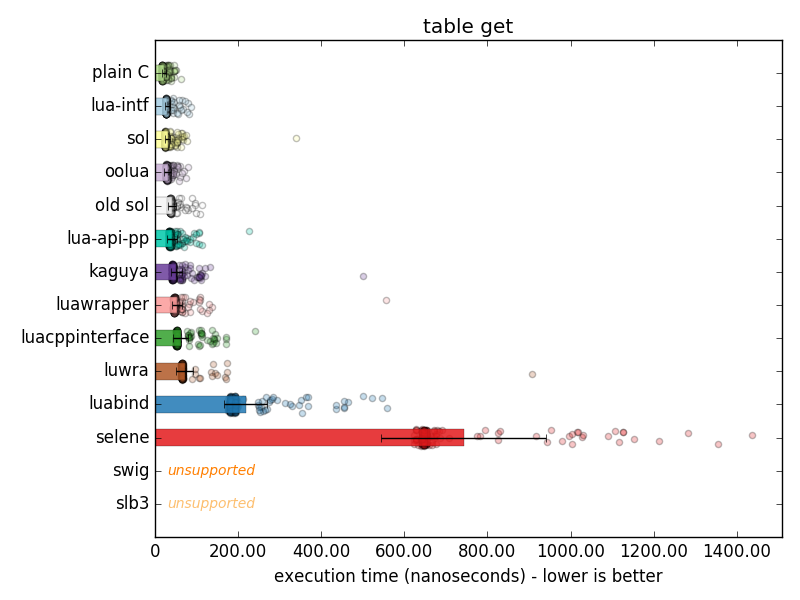 table get
plain C
lua-intf
sol
oolua
old sol
lua-api-pp
kaguya
luawrapper
luacppinterface
luwra
luabind
selene
swig unsupported
slb3 unsupported
0 200.00 400.00 600.00 800.00 1000.00 1200.00 1400.00
execution time (nanoseconds) - lower is better